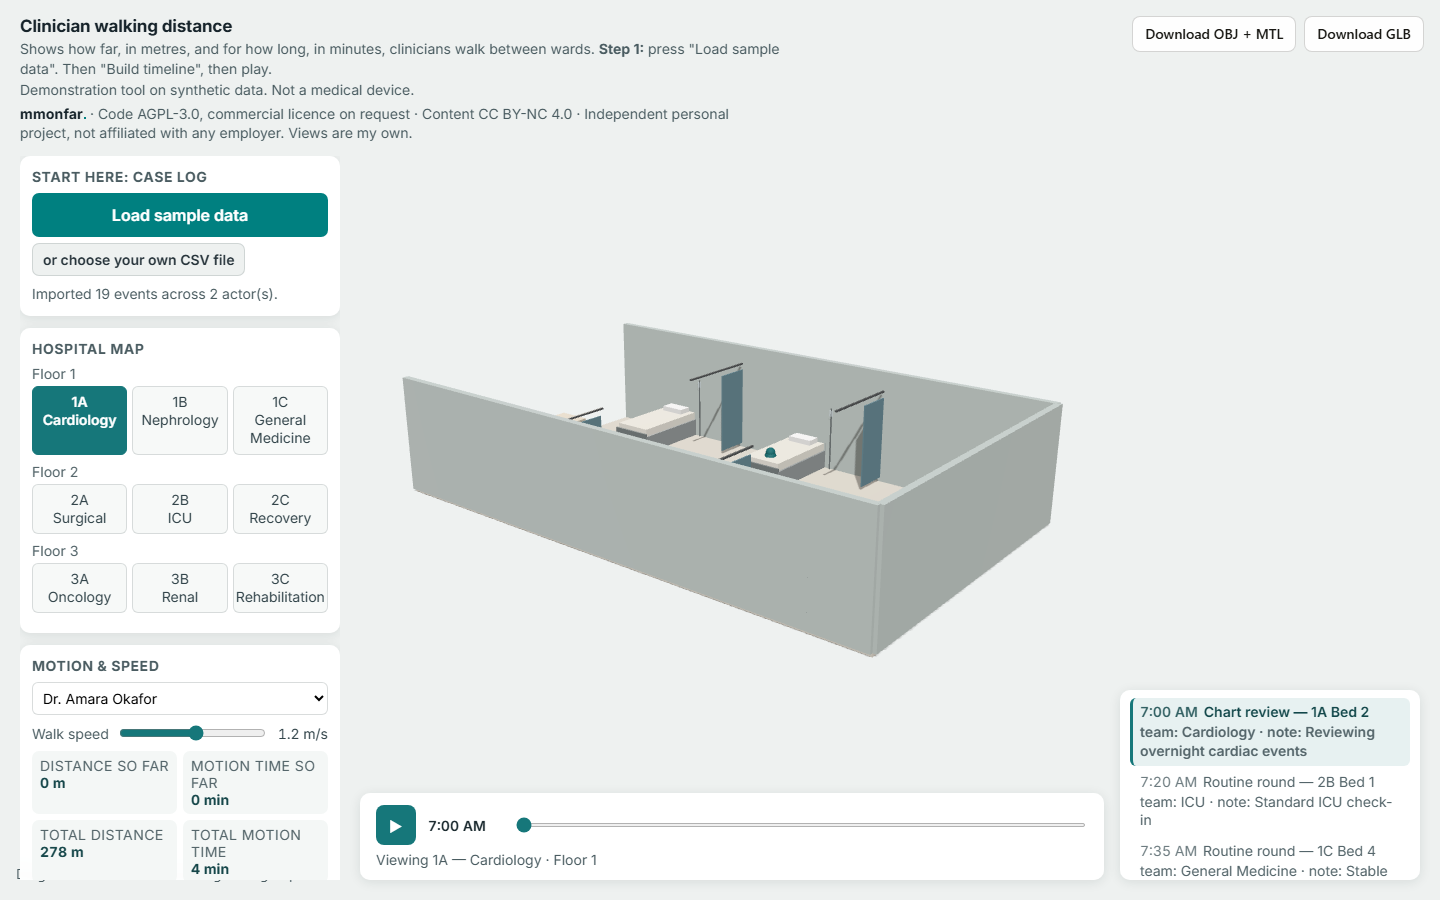 Clinician walking distance
Shows how far, in metres, and for how long, in minutes, clinicians walk between wards. Step 1: press "Load sample
data". Then "Build timeline", then play.
Demonstration tool on synthetic data. Not a medical device.
mmonfar. · Code AGPL-3.0, commercial licence on request · Content CC BY-NC 4.0 · Independent personal
project, not affiliated with any employer. Views are my own.
Download OBJ + MTL
Download GLB
START HERE: CASE LOG
Load sample data
or choose your own CSV file
Imported 19 events across 2 actor(s).
HOSPITAL MAP
Floor 1
1A
Cardiology
1B
Nephrology
1C
General
Medicine
Floor 2
2A
Surgical
2B
ICU
2C
Recovery
Floor 3
3A
Oncology
3B
Renal
3C
Rehabilitation
MOTION & SPEED
Dr. Amara Okafor
Walk speed
1.2 m/s
DISTANCE SO FAR
0 m
MOTION TIME SO
FAR
0 min
TOTAL DISTANCE
278 m
TOTAL MOTION
TIME
4 min
7:00 AM
Viewing 1A — Cardiology · Floor 1
7:00 AM Chart review — 1A Bed 2
team: Cardiology · note: Reviewing
overnight cardiac events
7:20 AM Routine round — 2B Bed 1
team: ICU · note: Standard ICU check-
in
7:35 AM Routine round — 1C Bed 4
team: General Medicine · note: Stable